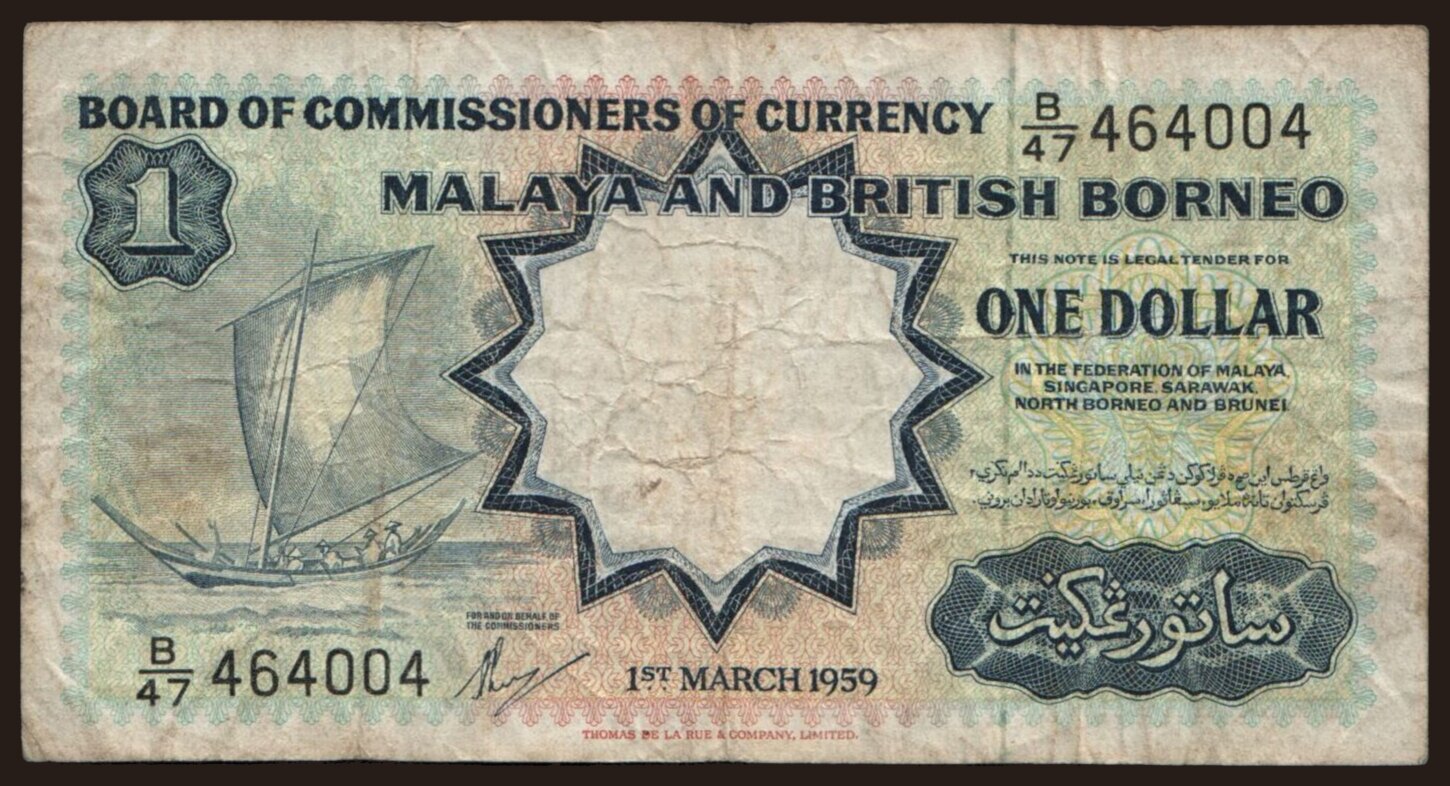 BOARD OF COMMISSIONERS OF CURRENCY
B/47 464004
1
MALAYA AND BRITISH BORNEO
THIS NOTE IS LEGAL TENDER FOR
ONE DOLLAR
IN THE FEDERATION OF MALAYA,
SINGAPORE, SARAWAK,
NORTH BORNEO AND BRUNEI
ساتو رڠݢيت
FOR AND ON BEHALF OF
THE COMMISSIONERS
B/47 464004
1ST MARCH 1959
THOMAS DE LA RUE & COMPANY, LIMITED.